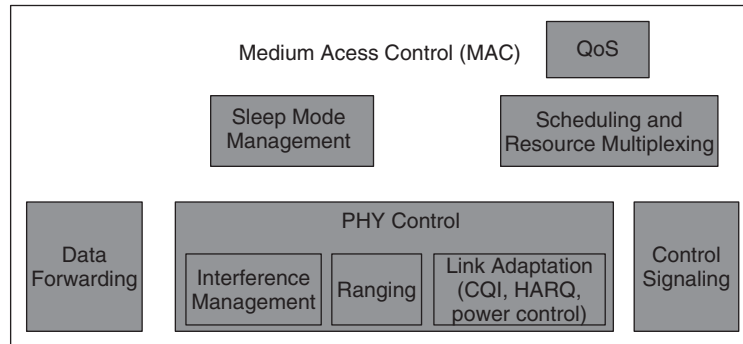 Medium Acess Control (MAC)
QoS
Sleep Mode
Management
Scheduling and
Resource Multiplexing
Data
Forwarding
PHY Control
Interference
Management
Ranging
Link Adaptation
(CQI, HARQ,
power control)
Control
Signaling